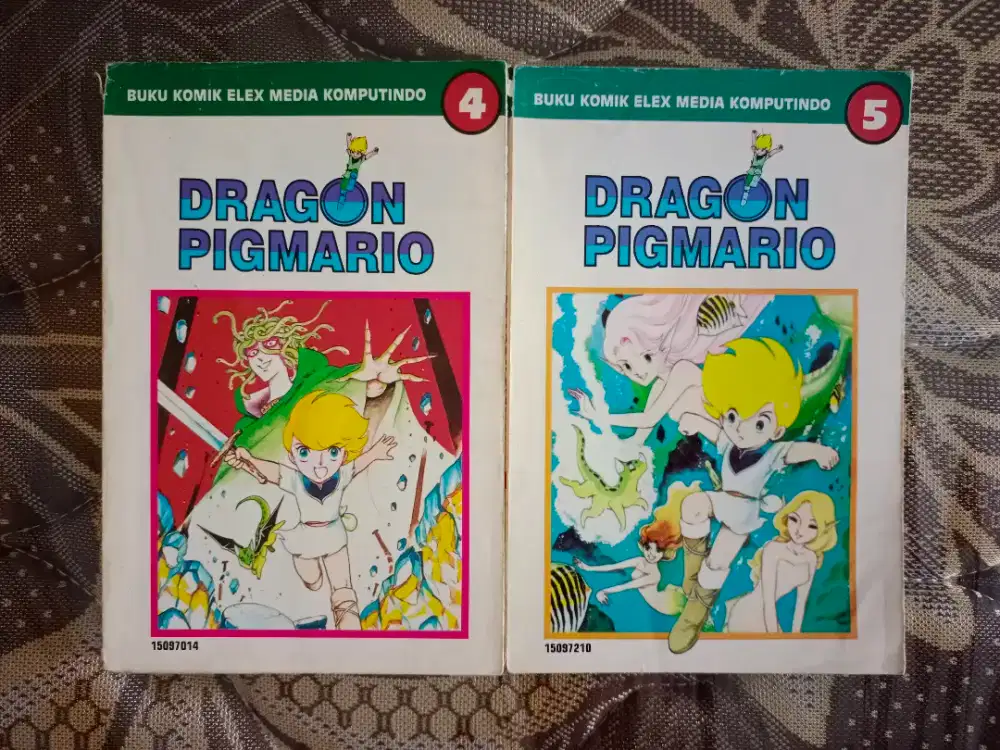 BUKU KOMIK ELEX MEDIA KOMPUTINDO
4
DRAGON
PIGMARIO
15097014
BUKU KOMIK ELEX MEDIA KOMPUTINDO
5
DRAGON
PIGMARIO
15097210